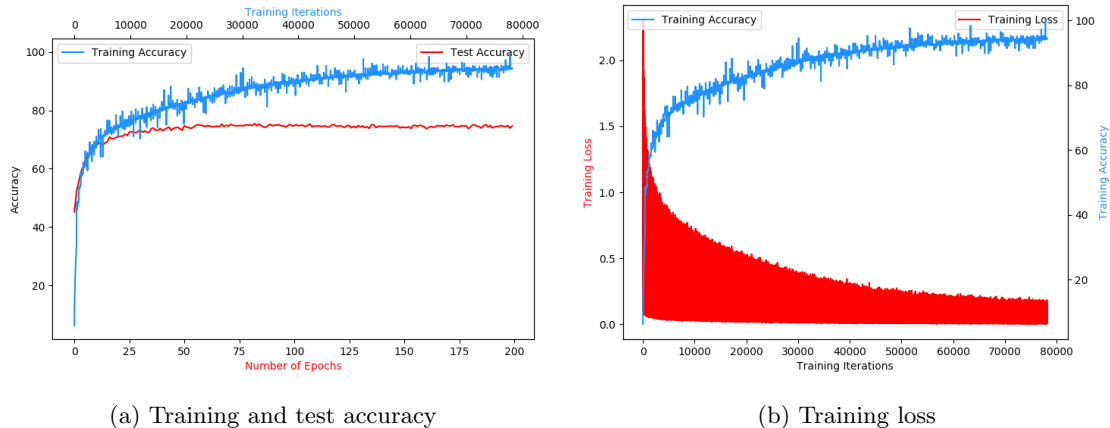 Training Iterations
0 10000 20000 30000 40000 50000 60000 70000 80000
Training Accuracy
Test Accuracy
100
80
60
40
20
Accuracy
0 25 50 75 100 125 150 175 200
Number of Epochs
(a) Training and test accuracy
Training Accuracy
Training Loss
2.0
1.5
1.0
0.5
0.0
Training Loss
100
80
60
40
20
Training Accuracy
0 10000 20000 30000 40000 50000 60000 70000 80000
Training Iterations
(b) Training loss